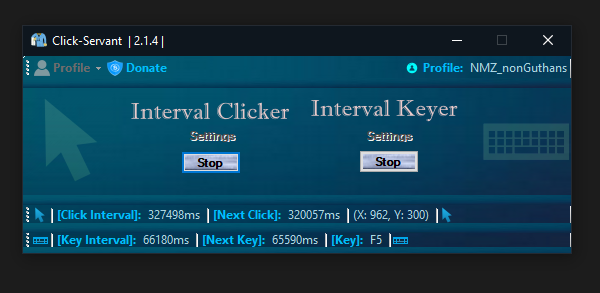 Click-Servant | 2.1.4 |
Profile Donate Profile: NMZ_nonGuthans
Interval Clicker Interval Keyer
Settings Settings
Stop Stop
[Click Interval]: 327498ms [Next Click]: 320057ms (X: 962, Y: 300)
[Key Interval]: 66180ms [Next Key]: 65590ms [Key]: F5